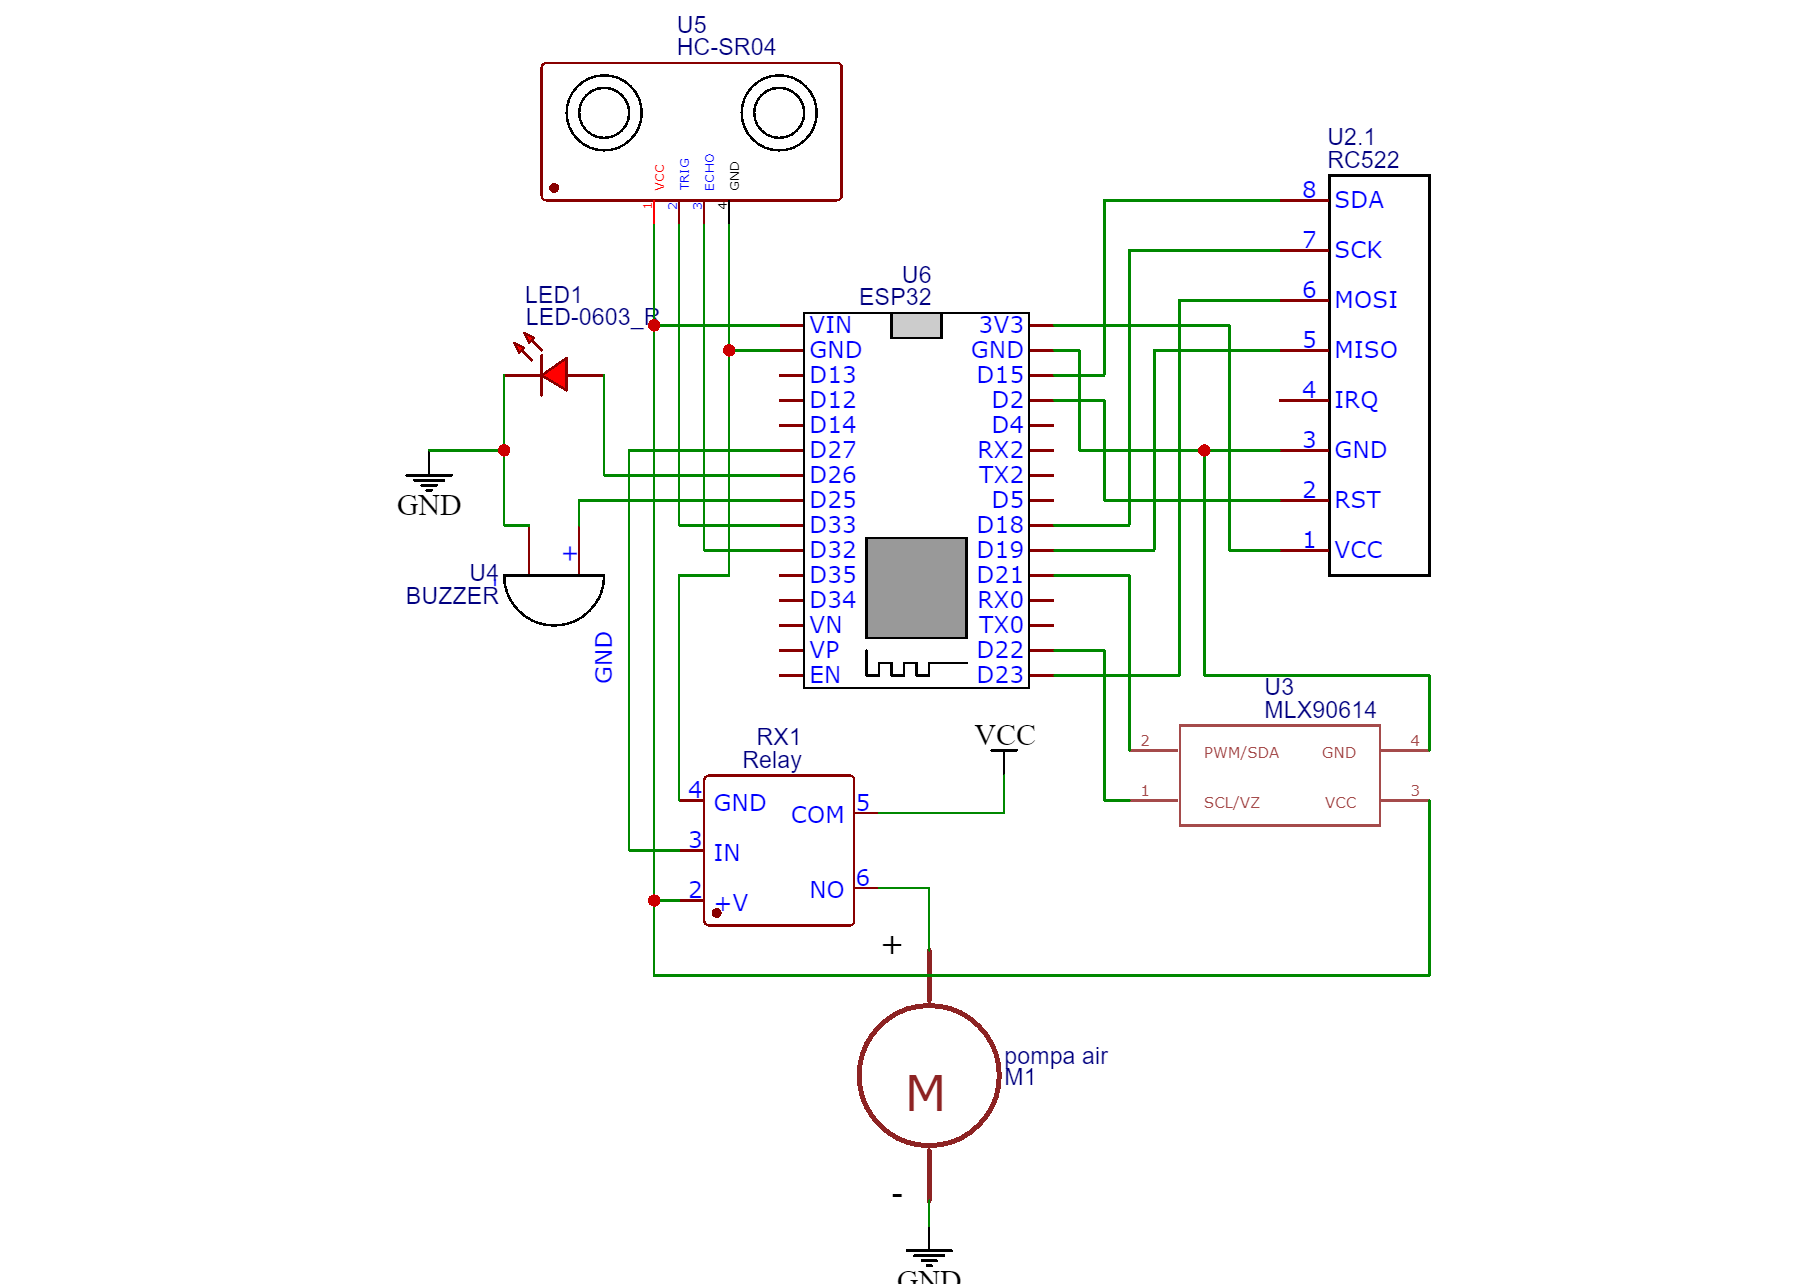 U5
HC-SR04
VCC
TRIG
ECHO
GND
1
2
3
4
LED1
LED-0603_R
GND
U4
BUZZER
+
GND
U6
ESP32
VIN
GND
D13
D12
D14
D27
D26
D25
D33
D32
D35
D34
VN
VP
EN
3V3
GND
D15
D2
D4
RX2
TX2
D5
D18
D19
D21
RX0
TX0
D22
D23
U2.1
RC522
8 SDA
7 SCK
6 MOSI
5 MISO
4 IRQ
3 GND
2 RST
1 VCC
U3
MLX90614
2 PWM/SDA GND 4
1 SCL/VZ VCC 3
VCC
RX1
Relay
4 GND
3 IN
2 +V
COM 5
NO 6
+
M
pompa air
M1
-
GND